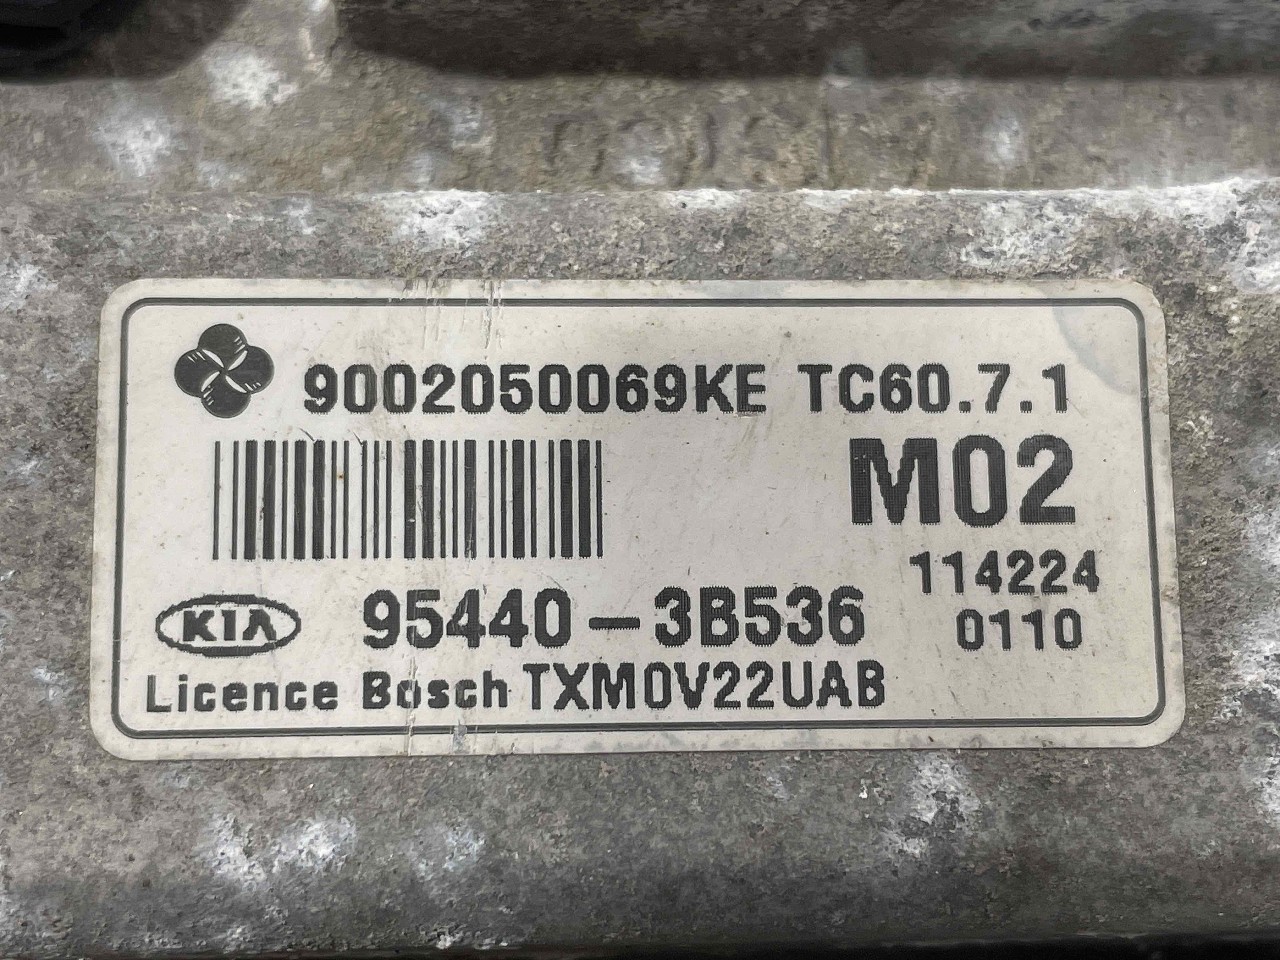 9002050069KE TC60.7.1
M02
114224
KIA 95440-3B536 0110
Licence Bosch TXM0V22UAB